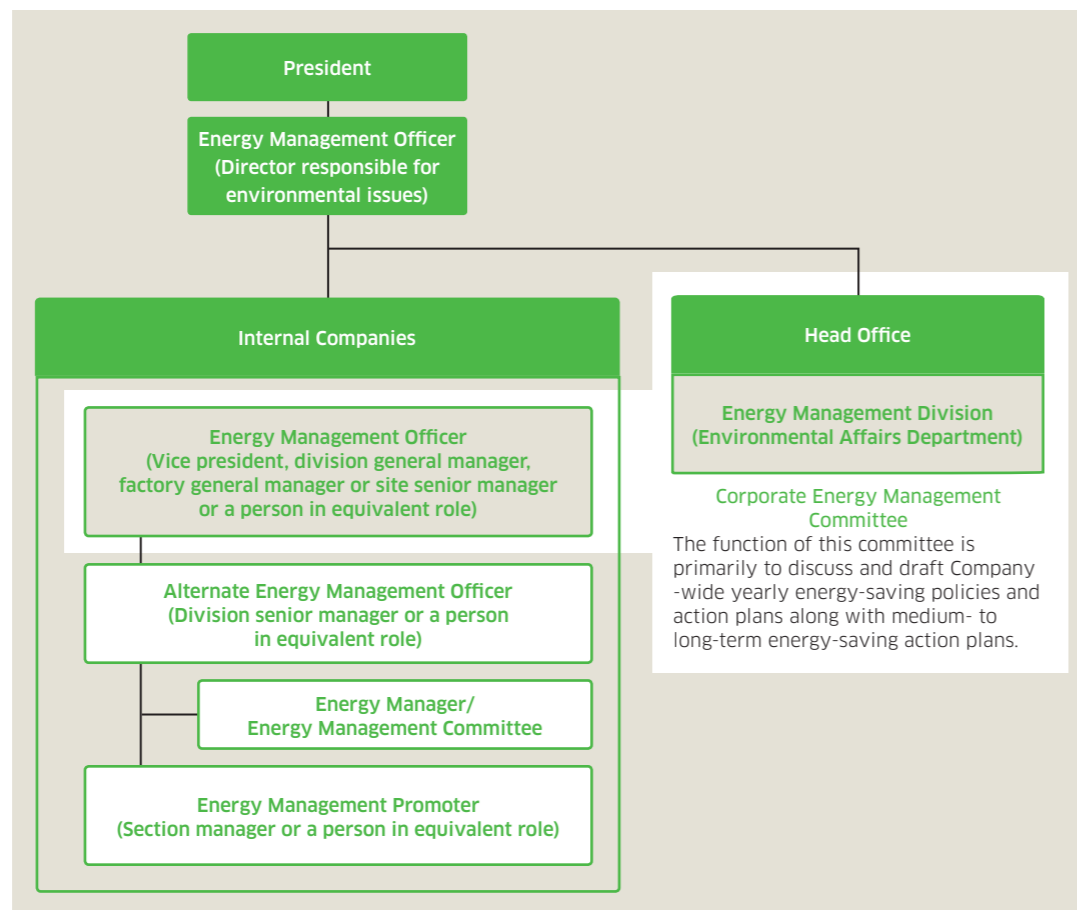 President
Energy Management Officer
(Director responsible for
environmental issues)
Internal Companies
Energy Management Officer
(Vice president, division general manager,
factory general manager or site senior manager
or a person in equivalent role)
Alternate Energy Management Officer
(Division senior manager or a person
in equivalent role)
Energy Manager/
Energy Management Committee
Energy Management Promoter
(Section manager or a person in equivalent role)
Head Office
Energy Management Division
(Environmental Affairs Department)
Corporate Energy Management
Committee
The function of this committee is
primarily to discuss and draft Company
-wide yearly energy-saving policies and
action plans along with medium- to
long-term energy-saving action plans.